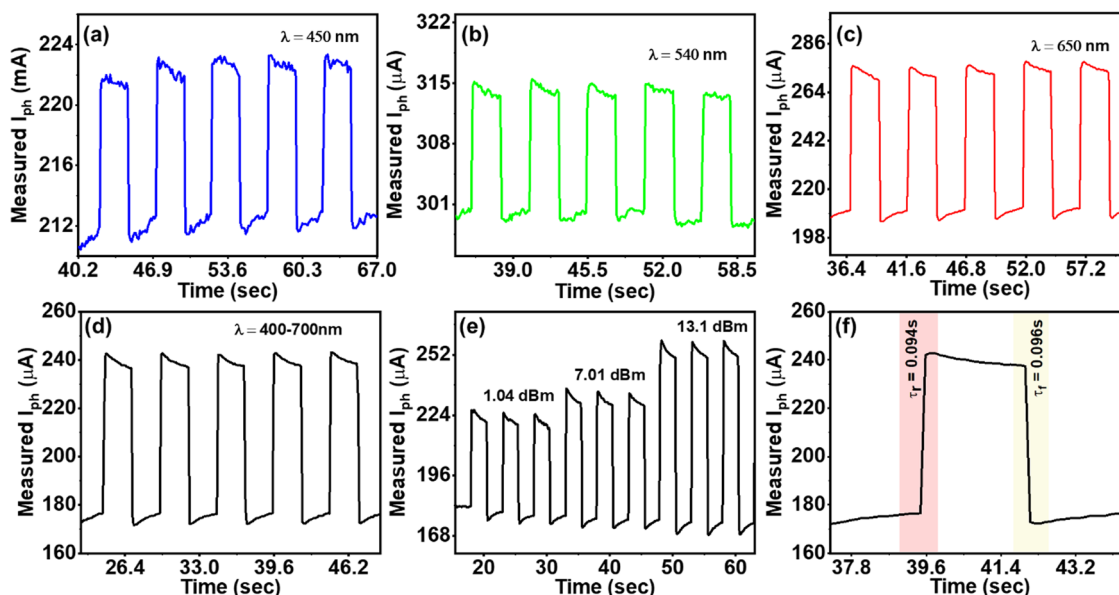 (a)
λ = 450 nm
Measured Iph (mA)
224
220
216
212
40.2 46.9 53.6 60.3 67.0
Time (sec)
(b)
λ = 540 nm
Measured Iph (μA)
322
315
308
301
39.0 45.5 52.0 58.5
Time (sec)
(c)
λ = 650 nm
Measured Iph (μA)
286
264
242
220
198
36.4 41.6 46.8 52.0 57.2
Time (sec)
(d)
λ = 400-700nm
Measured Iph (μA)
260
240
220
200
180
160
26.4 33.0 39.6 46.2
Time (sec)
(e)
13.1 dBm
7.01 dBm
1.04 dBm
Measured Iph (μA)
252
224
196
168
20 30 40 50 60
Time (sec)
(f)
τr = 0.094s
τf = 0.096s
Measured Iph (μA)
260
240
220
200
180
160
37.8 39.6 41.4 43.2
Time (sec)